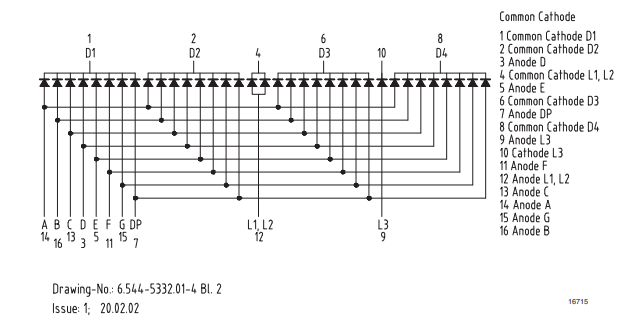 Common Cathode
1 2 4 6 10 8
D1 D2 D3 D4
1 Common Cathode D1
2 Common Cathode D2
3 Anode D
4 Common Cathode L1, L2
5 Anode E
6 Common Cathode D3
7 Anode DP
8 Common Cathode D4
9 Anode L3
10 Cathode L3
11 Anode F
12 Anode L1, L2
13 Anode C
14 Anode A
15 Anode G
16 Anode B
A B C D E F G DP L1, L2 L3
14 16 13 3 5 11 15 7 12 9
Drawing-No.: 6.544-5332.01-4 Bl. 2
Issue: 1; 20.02.02
16715